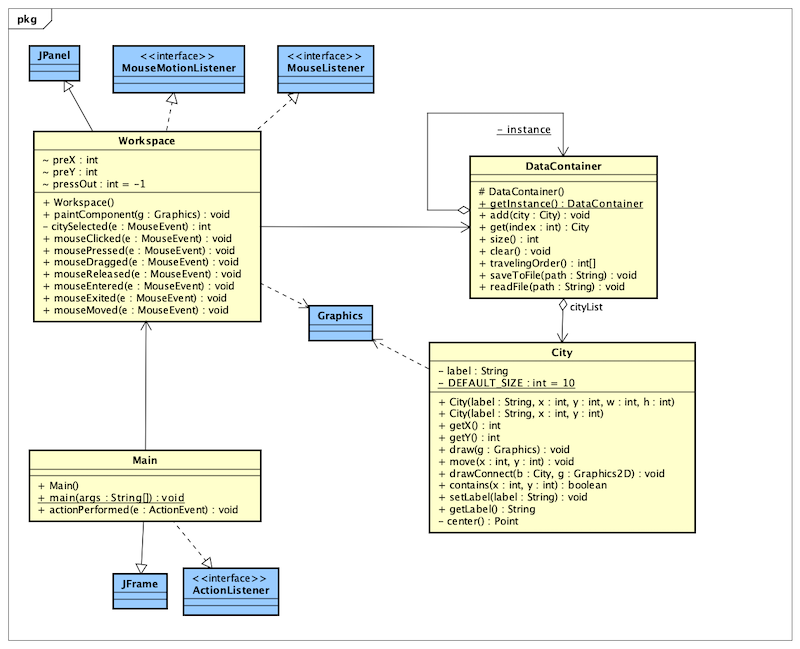 pkg
JPanel
<<interface>>
MouseMotionListener
<<interface>>
MouseListener
Workspace
~ preX : int
~ preY : int
~ pressOut : int = -1
+ Workspace()
+ paintComponent(g : Graphics) : void
- citySelected(e : MouseEvent) : int
+ mouseClicked(e : MouseEvent) : void
+ mousePressed(e : MouseEvent) : void
+ mouseDragged(e : MouseEvent) : void
+ mouseReleased(e : MouseEvent) : void
+ mouseEntered(e : MouseEvent) : void
+ mouseExited(e : MouseEvent) : void
+ mouseMoved(e : MouseEvent) : void
- instance
DataContainer
# DataContainer()
+ getInstance() : DataContainer
+ add(city : City) : void
+ get(index : int) : City
+ size() : int
+ clear() : void
+ travelingOrder() : int[]
+ saveToFile(path : String) : void
+ readFile(path : String) : void
cityList
Graphics
City
- label : String
- DEFAULT_SIZE : int = 10
+ City(label : String, x : int, y : int, w : int, h : int)
+ City(label : String, x : int, y : int)
+ getX() : int
+ getY() : int
+ draw(g : Graphics) : void
+ move(x : int, y : int) : void
+ drawConnect(b : City, g : Graphics2D) : void
+ contains(x : int, y : int) : boolean
+ setLabel(label : String) : void
+ getLabel() : String
- center() : Point
Main
+ Main()
+ main(args : String[]) : void
+ actionPerformed(e : ActionEvent) : void
JFrame
<<interface>>
ActionListener